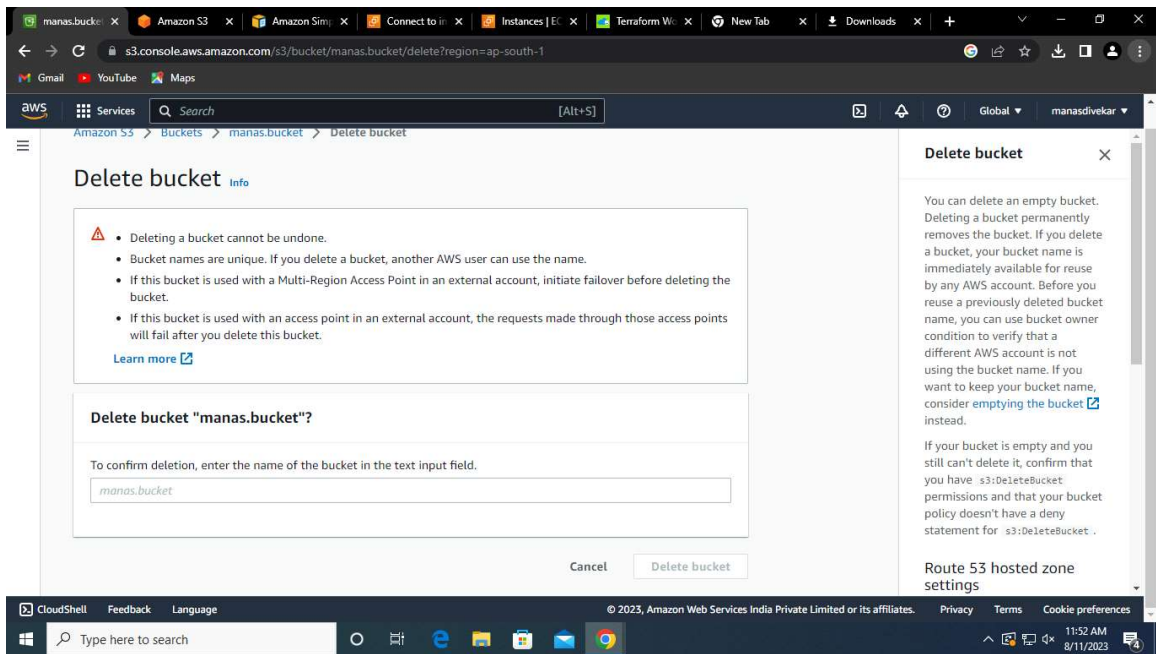 manas.bucket
Amazon S3
Amazon Sim
Connect to in
Instances | EC
Terraform Wo
New Tab
Downloads
s3.console.aws.amazon.com/s3/bucket/manas.bucket/delete?region=ap-south-1
Gmail
YouTube
Maps
aws
Services
Search
[Alt+S]
Global
manasdivekar
Amazon S3 > Buckets > manas.bucket > Delete bucket
Delete bucket Info
Deleting a bucket cannot be undone.
Bucket names are unique. If you delete a bucket, another AWS user can use the name.
If this bucket is used with a Multi-Region Access Point in an external account, initiate failover before deleting the
bucket.
If this bucket is used with an access point in an external account, the requests made through those access points
will fail after you delete this bucket.
Learn more
Delete bucket "manas.bucket"?
To confirm deletion, enter the name of the bucket in the text input field.
manas.bucket
Cancel
Delete bucket
Delete bucket
You can delete an empty bucket.
Deleting a bucket permanently
removes the bucket. If you delete
a bucket, your bucket name is
immediately available for reuse
by any AWS account. Before you
reuse a previously deleted bucket
name, you can use bucket owner
condition to verify that a
different AWS account is not
using the bucket name. If you
want to keep your bucket name,
consider emptying the bucket
instead.
If your bucket is empty and you
still can't delete it, confirm that
you have s3:DeleteBucket
permissions and that your bucket
policy doesn't have a deny
statement for s3:DeleteBucket .
Route 53 hosted zone
settings
CloudShell
Feedback
Language
© 2023, Amazon Web Services India Private Limited or its affiliates.
Privacy
Terms
Cookie preferences
Type here to search
11:52 AM
8/11/2023
4